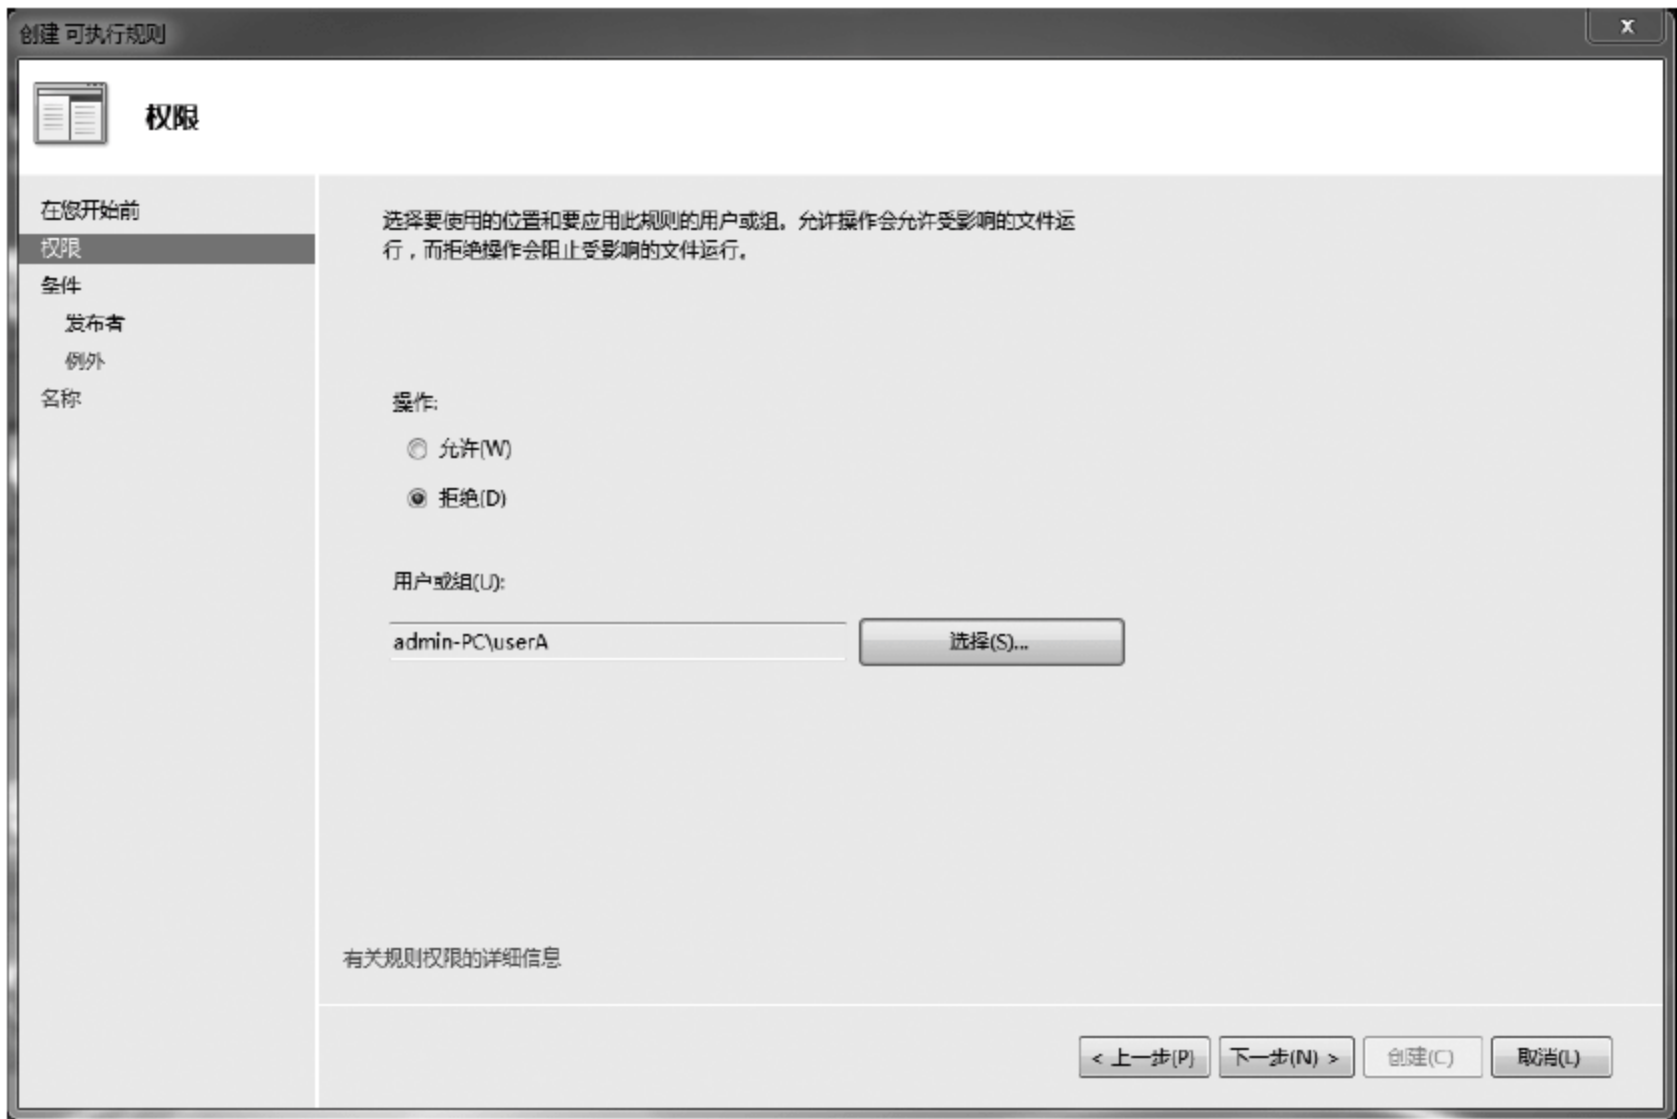 创建 可执行规则
x
权限
在您开始前
权限
条件
发布者
例外
名称
选择要使用的位置和要应用此规则的用户或组。允许操作会允许受影响的文件运
行，而拒绝操作会阻止受影响的文件运行。
操作:
允许(W)
拒绝(D)
用户或组(U):
admin-PC\userA
选择(S)...
有关规则权限的详细信息
< 上一步(P)
下一步(N) >
创建(C)
取消(L)